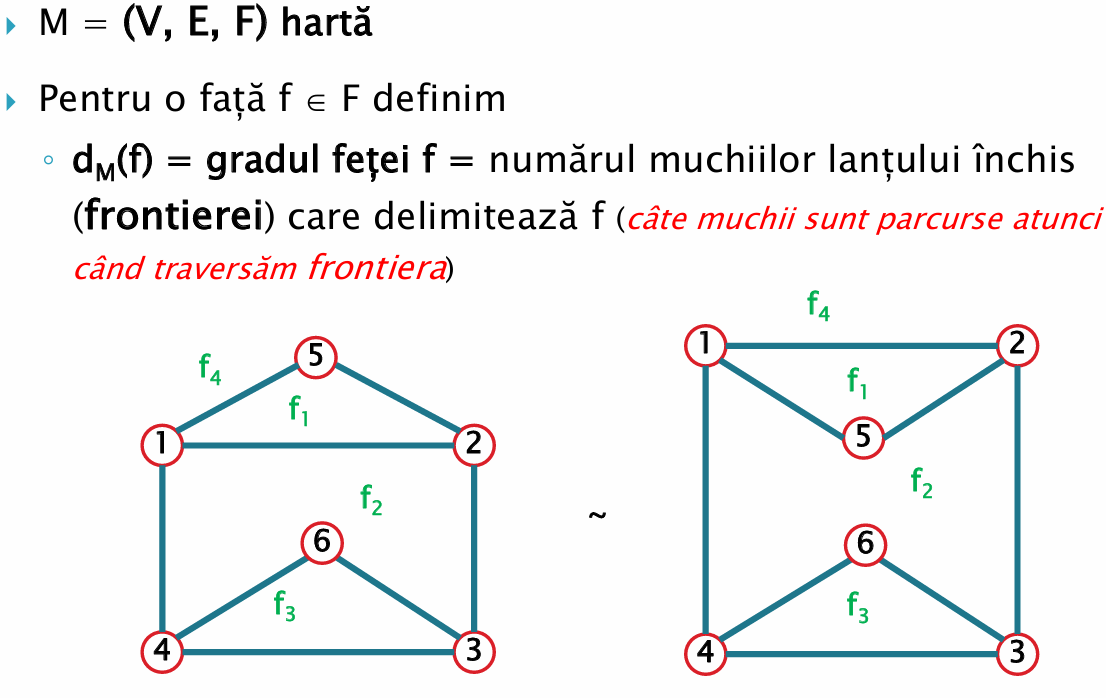 M = (V, E, F) hartă
Pentru o față f ∈ F definim
d_M(f) = gradul feței f = numărul muchiilor lanțului închis
(frontierei) care delimitează f (câte muchii sunt parcurse atunci
când traversăm frontiera)
f4
5
f1
1
2
f2
6
f3
4
3
~
f4
1
2
f1
5
f2
6
f3
4
3